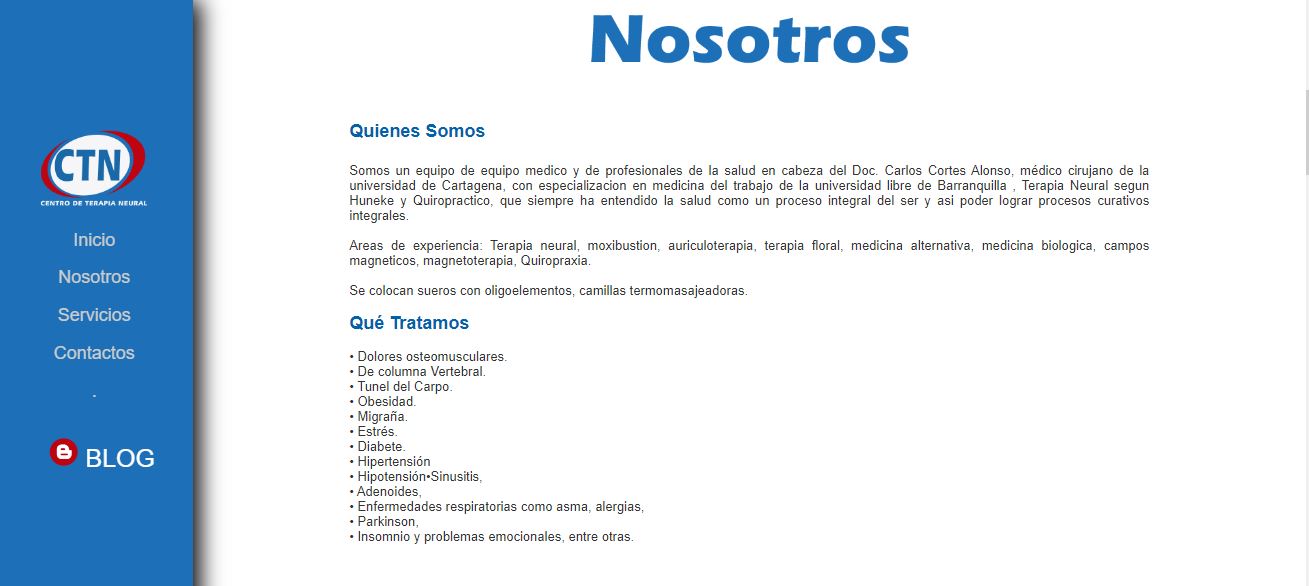 CTN
CENTRO DE TERAPIA NEURAL
Inicio
Nosotros
Servicios
Contactos
.
BLOG
Nosotros
Quienes Somos
Somos un equipo de equipo medico y de profesionales de la salud en cabeza del Doc. Carlos Cortes Alonso, médico cirujano de la
universidad de Cartagena, con especializacion en medicina del trabajo de la universidad libre de Barranquilla , Terapia Neural segun
Huneke y Quiropractico, que siempre ha entendido la salud como un proceso integral del ser y asi poder lograr procesos curativos
integrales.
Areas de experiencia: Terapia neural, moxibustion, auriculoterapia, terapia floral, medicina alternativa, medicina biologica, campos
magneticos, magnetoterapia, Quiropraxia.
Se colocan sueros con oligoelementos, camillas termomasajeadoras.
Qué Tratamos
• Dolores osteomusculares.
• De columna Vertebral.
• Tunel del Carpo.
• Obesidad.
• Migraña.
• Estrés.
• Diabete.
• Hipertensión
• Hipotensión•Sinusitis,
• Adenoides,
• Enfermedades respiratorias como asma, alergias,
• Parkinson,
• Insomnio y problemas emocionales, entre otras.